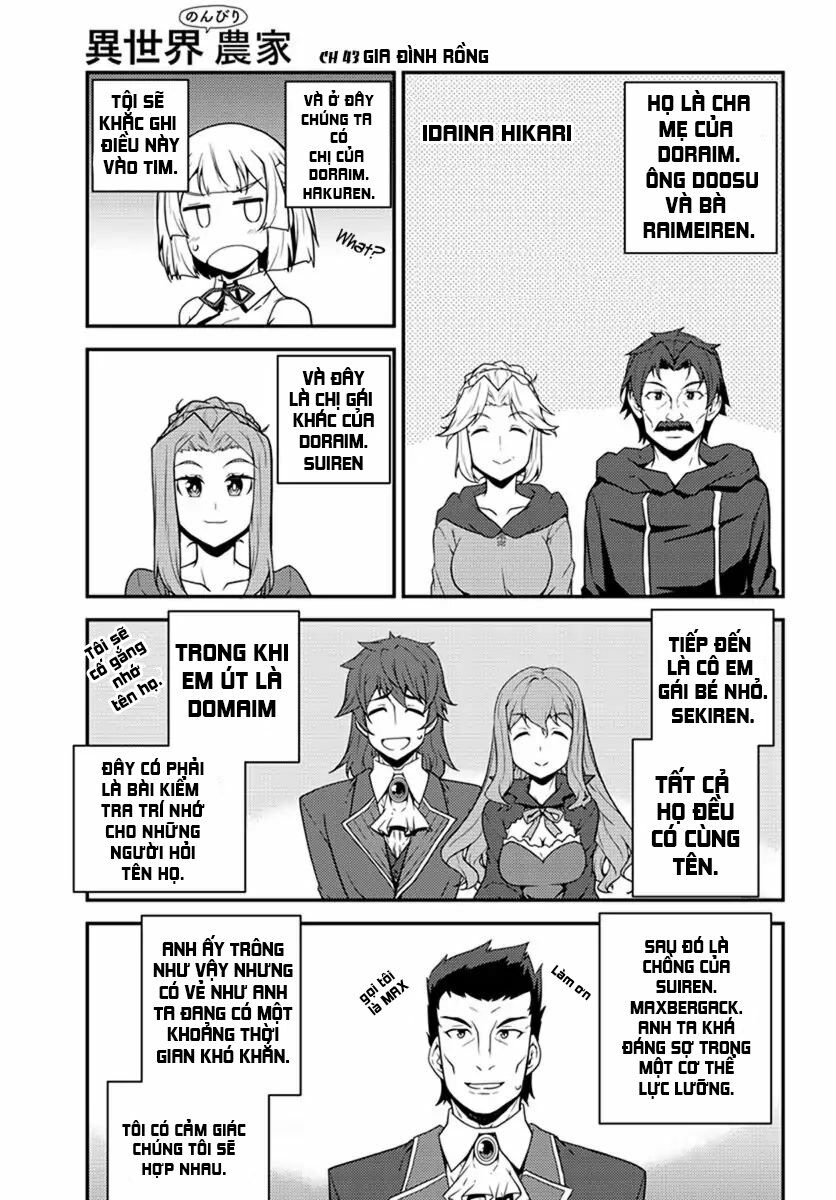 のんびり
異世界 農家
CH 43 GIA ĐÌNH RỒNG
HỌ LÀ CHA
MẸ CỦA
DORAIM.
ÔNG DOOSU
VÀ BÀ
RAIMEIREN.
IDAINA HIKARI
VÀ Ở ĐÂY
CHÚNG TA
CÓ
CHỊ CỦA
DORAIM.
HAKUREN.
TỘI SẼ
KHẮC GHI
ĐIỀU NÀY
VÀO TIM.
What?
VÀ ĐÂY
LÀ CHỊ GÁI
KHÁC CỦA
DORAIM.
SUIREN
TIẾP ĐẾN
LÀ CÔ EM
GÁI BÉ NHỎ.
SEKIREN.
TẤT CẢ
HỌ ĐỀU
CÓ CÙNG
TÊN.
TRONG KHI
EM ÚT LÀ
DOMAIM
Tôi sẽ
cố gắng
nhớ
tên họ.
ĐÂY CÓ PHẢI
LÀ BÀI KIỂM
TRA TRÍ NHỚ
CHO NHỮNG
NGƯỜI HỎI
TÊN HỌ.
SAU ĐÓ LÀ
CHỒNG CỦA
SUIREN.
MAXBERGACK.
ANH TA KHÁ
ĐÁNG SỢ TRONG
MỘT CƠ THỂ
LỰC LƯỠNG.
Làm ơn
gọi tôi
là MAX
ANH ẤY TRÔNG
NHƯ VẬY NHƯNG
CÓ VẺ NHƯ ANH
TA ĐANG CÓ MỘT
KHOẢNG THỜI
GIAN KHÓ KHĂN.
TÔI CÓ CẢM GIÁC
CHÚNG TÔI SẼ
HỢP NHAU.